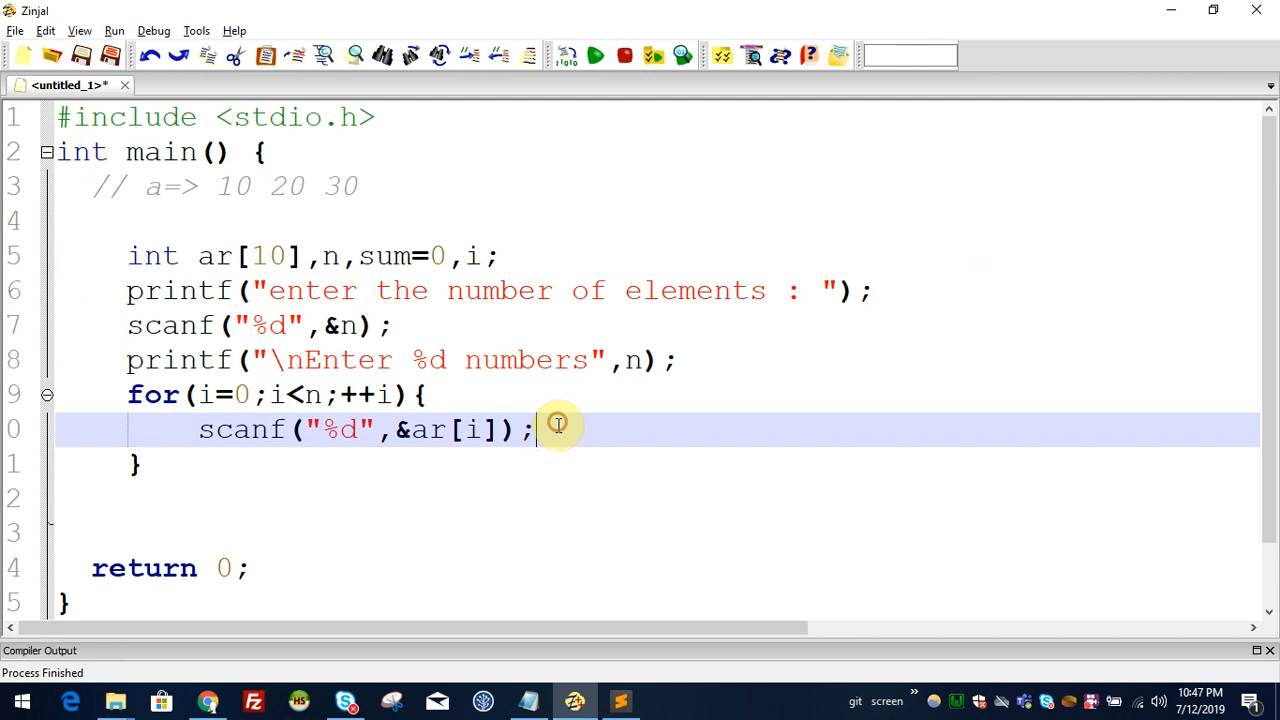 Zinjal
File Edit View Run Debug Tools Help
<untitled_1>*
1 #include <stdio.h>
2 int main() {
3 // a=> 10 20 30
4
5 int ar[10],n,sum=0,i;
6 printf("enter the number of elements : ");
7 scanf("%d",&n);
8 printf("\nEnter %d numbers",n);
9 for(i=0;i<n;++i){
0 scanf("%d",&ar[i]);
1 }
2
3
4 return 0;
5 }
Compiler Output
Process Finished
git screen 10:47 PM
7/12/2019